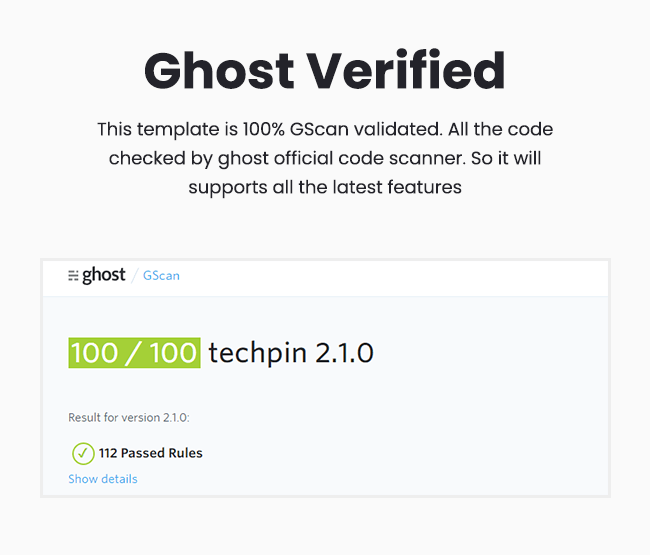 Ghost Verified
This template is 100% GScan validated. All the code
checked by ghost official code scanner. So it will
supports all the latest features
ghost / GScan
100 / 100 techpin 2.1.0
Result for version 2.1.0:
112 Passed Rules
Show details